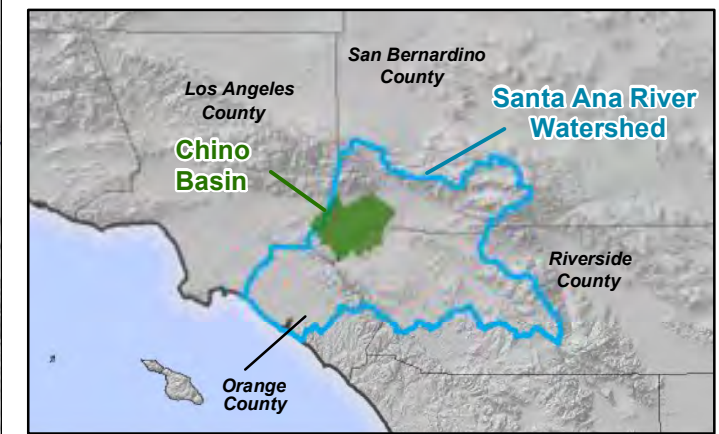 San Bernardino
County
Los Angeles
County
Santa Ana River
Watershed
Chino
Basin
Riverside
County
Orange
County